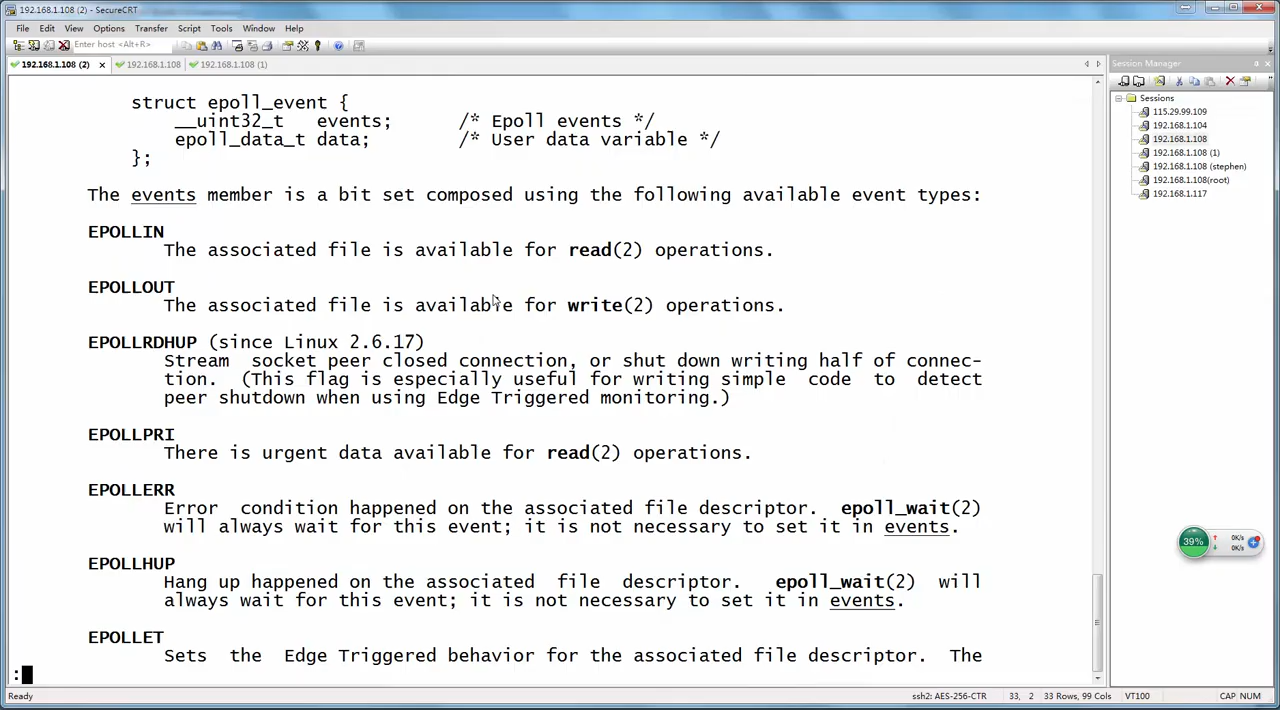 192.168.1.108 (2) - SecureCRT
File Edit View Options Transfer Script Tools Window Help
Enter host <Alt+R>
192.168.1.108 (2) 192.168.1.108 192.168.1.108 (1)
struct epoll_event {
__uint32_t events; /* Epoll events */
epoll_data_t data; /* User data variable */
};
The events member is a bit set composed using the following available event types:
EPOLLIN
The associated file is available for read(2) operations.
EPOLLOUT
The associated file is available for write(2) operations.
EPOLLRDHUP (since Linux 2.6.17)
Stream socket peer closed connection, or shut down writing half of connec-
tion. (This flag is especially useful for writing simple code to detect
peer shutdown when using Edge Triggered monitoring.)
EPOLLPRI
There is urgent data available for read(2) operations.
EPOLLERR
Error condition happened on the associated file descriptor. epoll_wait(2)
will always wait for this event; it is not necessary to set it in events.
EPOLLHUP
Hang up happened on the associated file descriptor. epoll_wait(2) will
always wait for this event; it is not necessary to set it in events.
EPOLLET
Sets the Edge Triggered behavior for the associated file descriptor. The
:
Session Manager
Sessions
115.29.99.109
192.168.1.104
192.168.1.108
192.168.1.108 (1)
192.168.1.108 (stephen)
192.168.1.108(root)
192.168.1.117
39%
0K/s
0K/s
Ready ssh2: AES-256-CTR 33, 2 33 Rows, 99 Cols VT100 CAP NUM